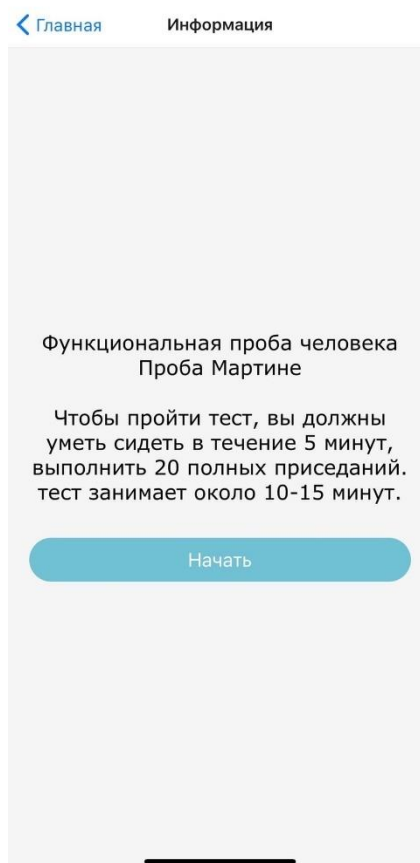 Главная
Информация
Функциональная проба человека
Проба Мартине
Чтобы пройти тест, вы должны
уметь сидеть в течение 5 минут,
выполнить 20 полных приседаний.
тест занимает около 10-15 минут.
Начать